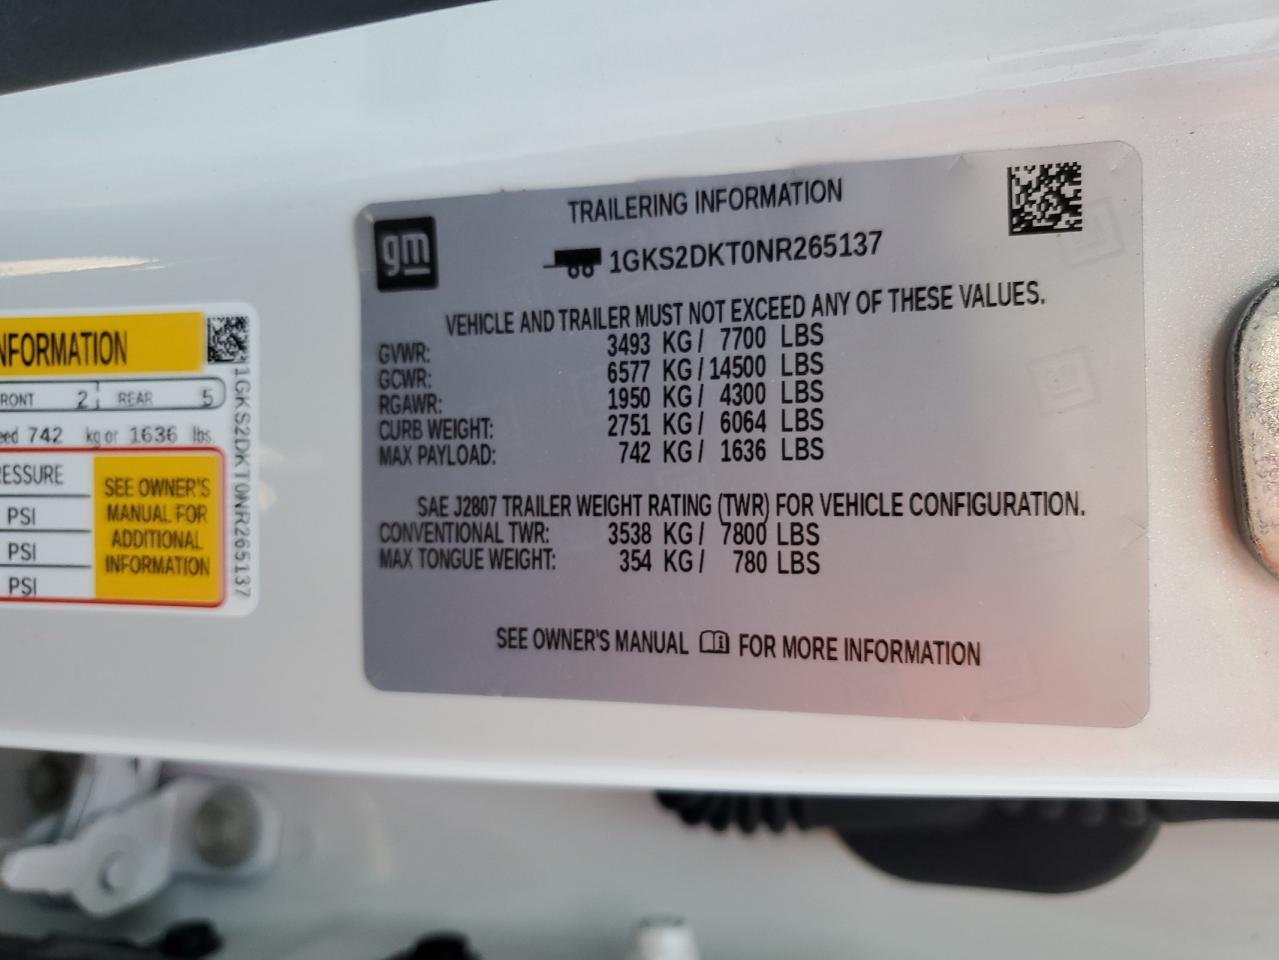 NFORMATION
RONT 2 REAR 5
eed 742 kg or 1636 lbs.
RESSURE
PSI
PSI
PSI
SEE OWNER'S
MANUAL FOR
ADDITIONAL
INFORMATION
1GKS2DKT0NR265137
gm
TRAILERING INFORMATION
1GKS2DKT0NR265137
VEHICLE AND TRAILER MUST NOT EXCEED ANY OF THESE VALUES.
GVWR: 3493 KG/ 7700 LBS
GCWR: 6577 KG/14500 LBS
RGAWR: 1950 KG/ 4300 LBS
CURB WEIGHT: 2751 KG/ 6064 LBS
MAX PAYLOAD: 742 KG/ 1636 LBS
SAE J2807 TRAILER WEIGHT RATING (TWR) FOR VEHICLE CONFIGURATION.
CONVENTIONAL TWR: 3538 KG/ 7800 LBS
MAX TONGUE WEIGHT: 354 KG/ 780 LBS
SEE OWNER'S MANUAL FOR MORE INFORMATION